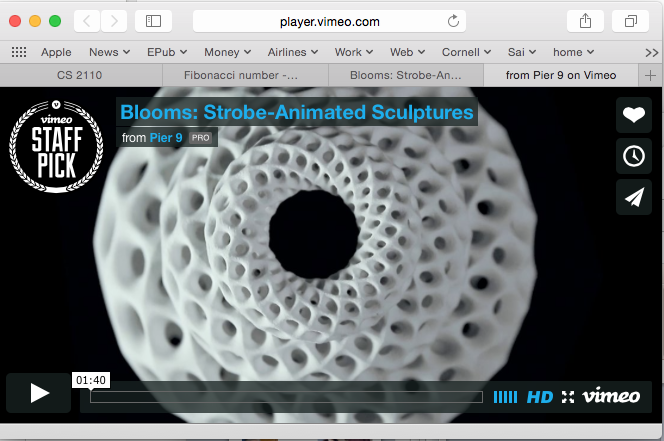 player.vimeo.com
Apple News EPub Money Airlines Work Web Cornell Sai home
CS 2110 Fibonacci number -... Blooms: Strobe-An... from Pier 9 on Vimeo
vimeo
STAFF
PICK
Blooms: Strobe-Animated Sculptures
from Pier 9 PRO
01:40
HD vimeo